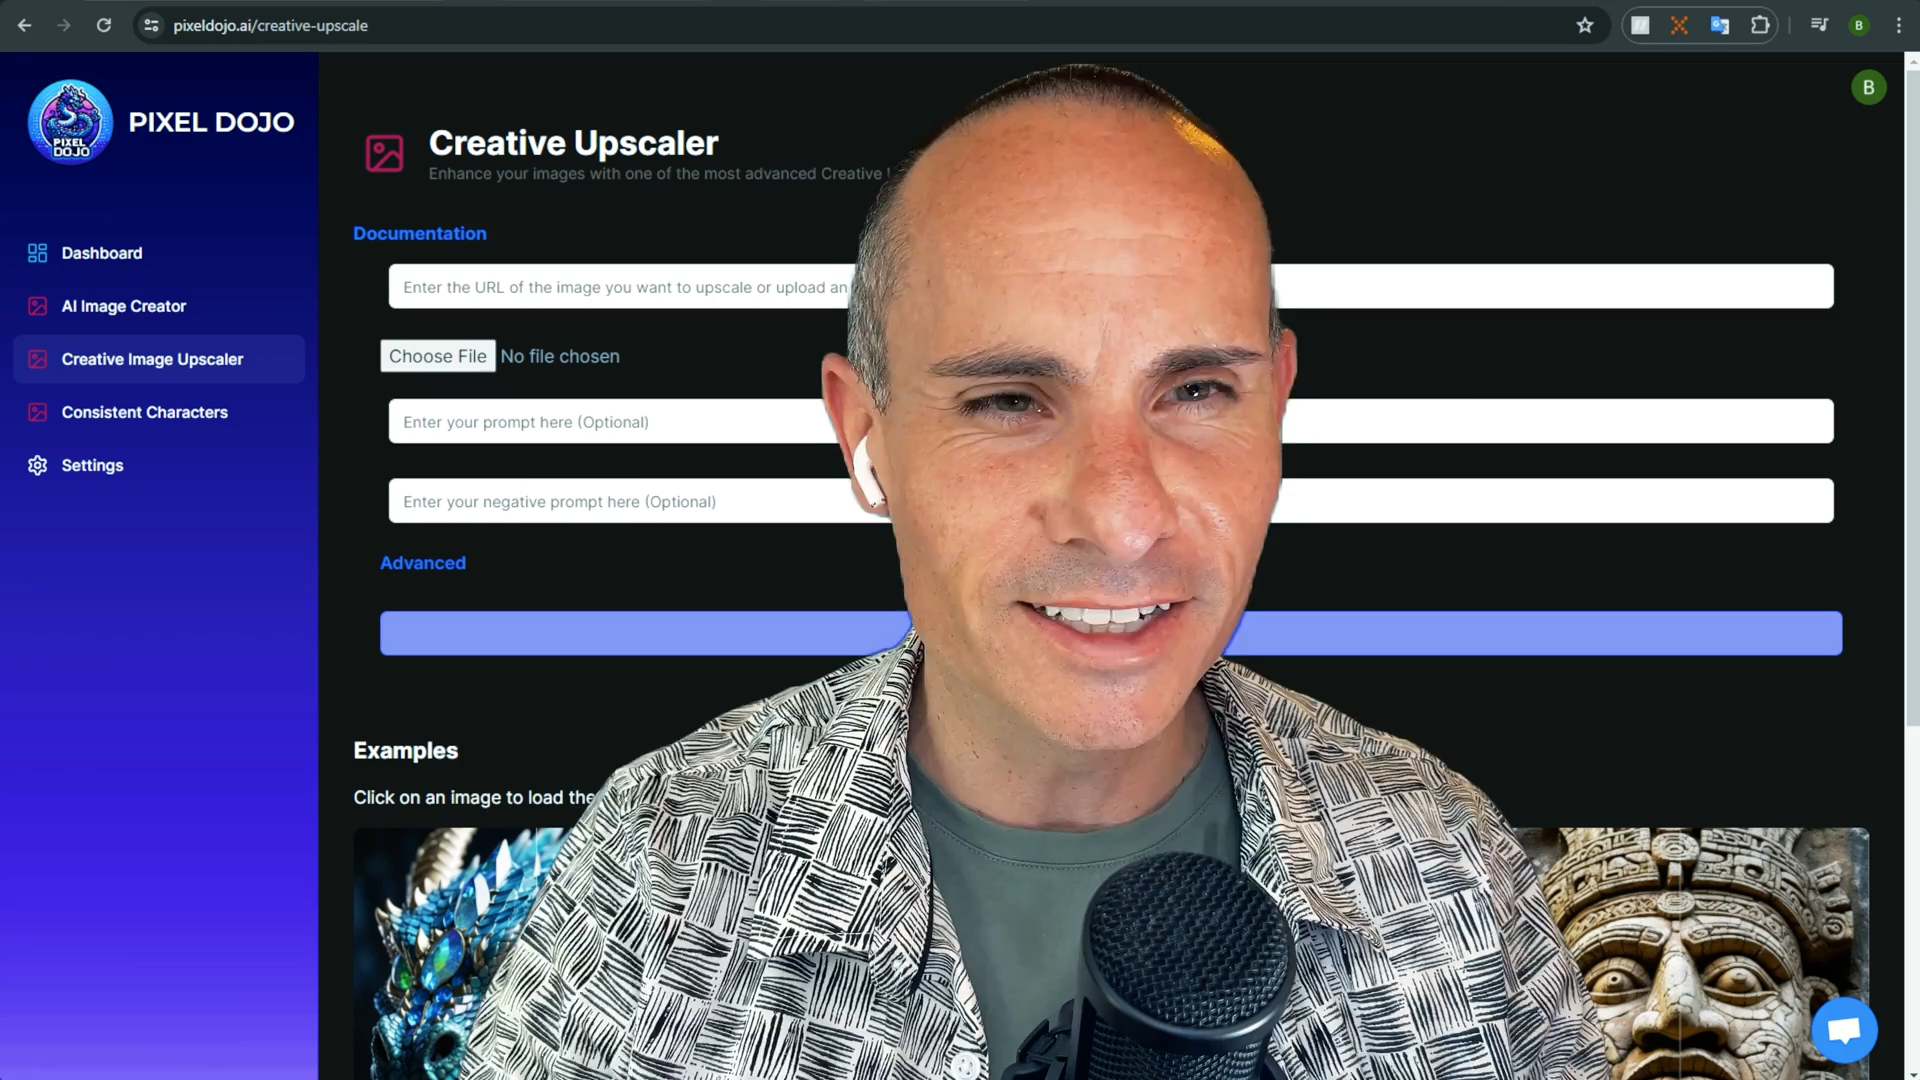 pixeldojo.ai/creative-upscale
B
B
PIXEL DOJO
PIXEL DOJO
Creative Upscaler
Enhance your images with one of the most advanced Creative
Documentation
Enter the URL of the image you want to upscale or upload an
Choose File No file chosen
Enter your prompt here (Optional)
Enter your negative prompt here (Optional)
Advanced
Dashboard
AI Image Creator
Creative Image Upscaler
Consistent Characters
Settings
Examples
Click on an image to load the